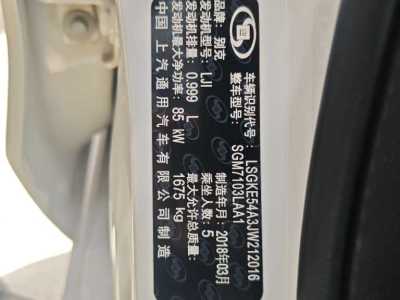 车辆识别代号: LSGKE54A3JW212016
整车型号: SGM7103LAA1
品牌: 别克
发动机型号: LJI
制造年月: 2018年03月
发动机排量: 0.999 L
乘坐人数: 5
发动机最大净功率: 85 kW
最大允许总质量: 1675 kg
中国 上汽通用汽车有限公司制造